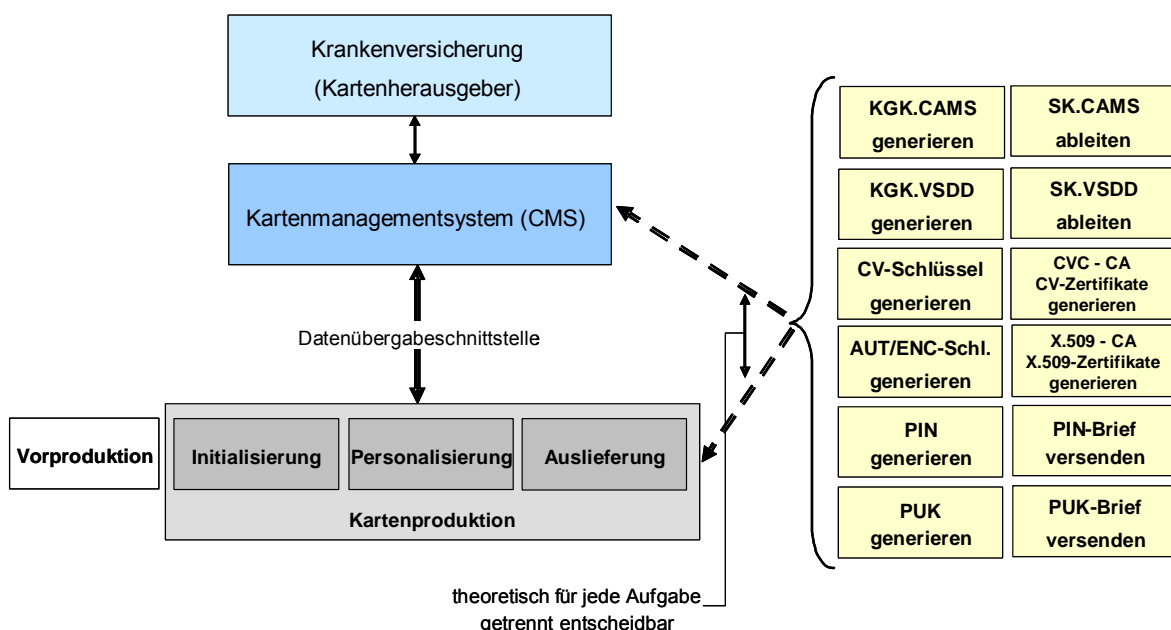 Krankenversicherung
(Kartenherausgeber)
Kartenmanagementsystem (CMS)
Datenübergabeschnittstelle
Vorproduktion
Initialisierung
Personalisierung
Auslieferung
Kartenproduktion
theoretisch für jede Aufgabe
getrennt entscheidbar
KGK.CAMS
generieren
SK.CAMS
ableiten
KGK.VSDD
generieren
SK.VSDD
ableiten
CV-Schlüssel
generieren
CVC - CA
CV-Zertifikate
generieren
AUT/ENC-Schl.
generieren
X.509 - CA
X.509-Zertifikate
generieren
PIN
generieren
PIN-Brief
versenden
PUK
generieren
PUK-Brief
versenden